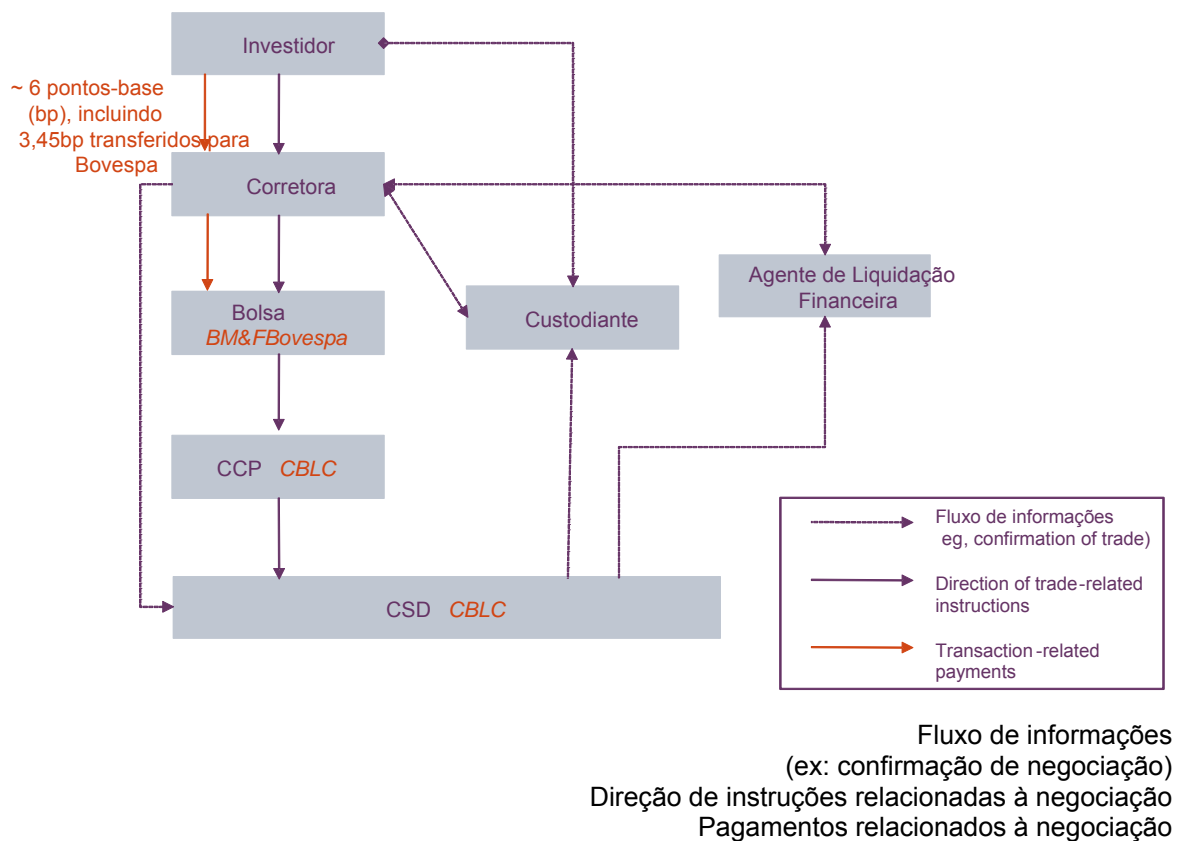 Investidor
~ 6 pontos-base
(bp), incluindo
3,45bp transferidos para
Bovespa
Corretora
Agente de Liquidação
Financeira
Bolsa
BM&FBovespa
Custodiante
CCP CBLC
CSD CBLC
Fluxo de informações
eg, confirmation of trade)
Direction of trade-related
instructions
Transaction-related
payments
Fluxo de informações
(ex: confirmação de negociação)
Direção de instruções relacionadas à negociação
Pagamentos relacionados à negociação